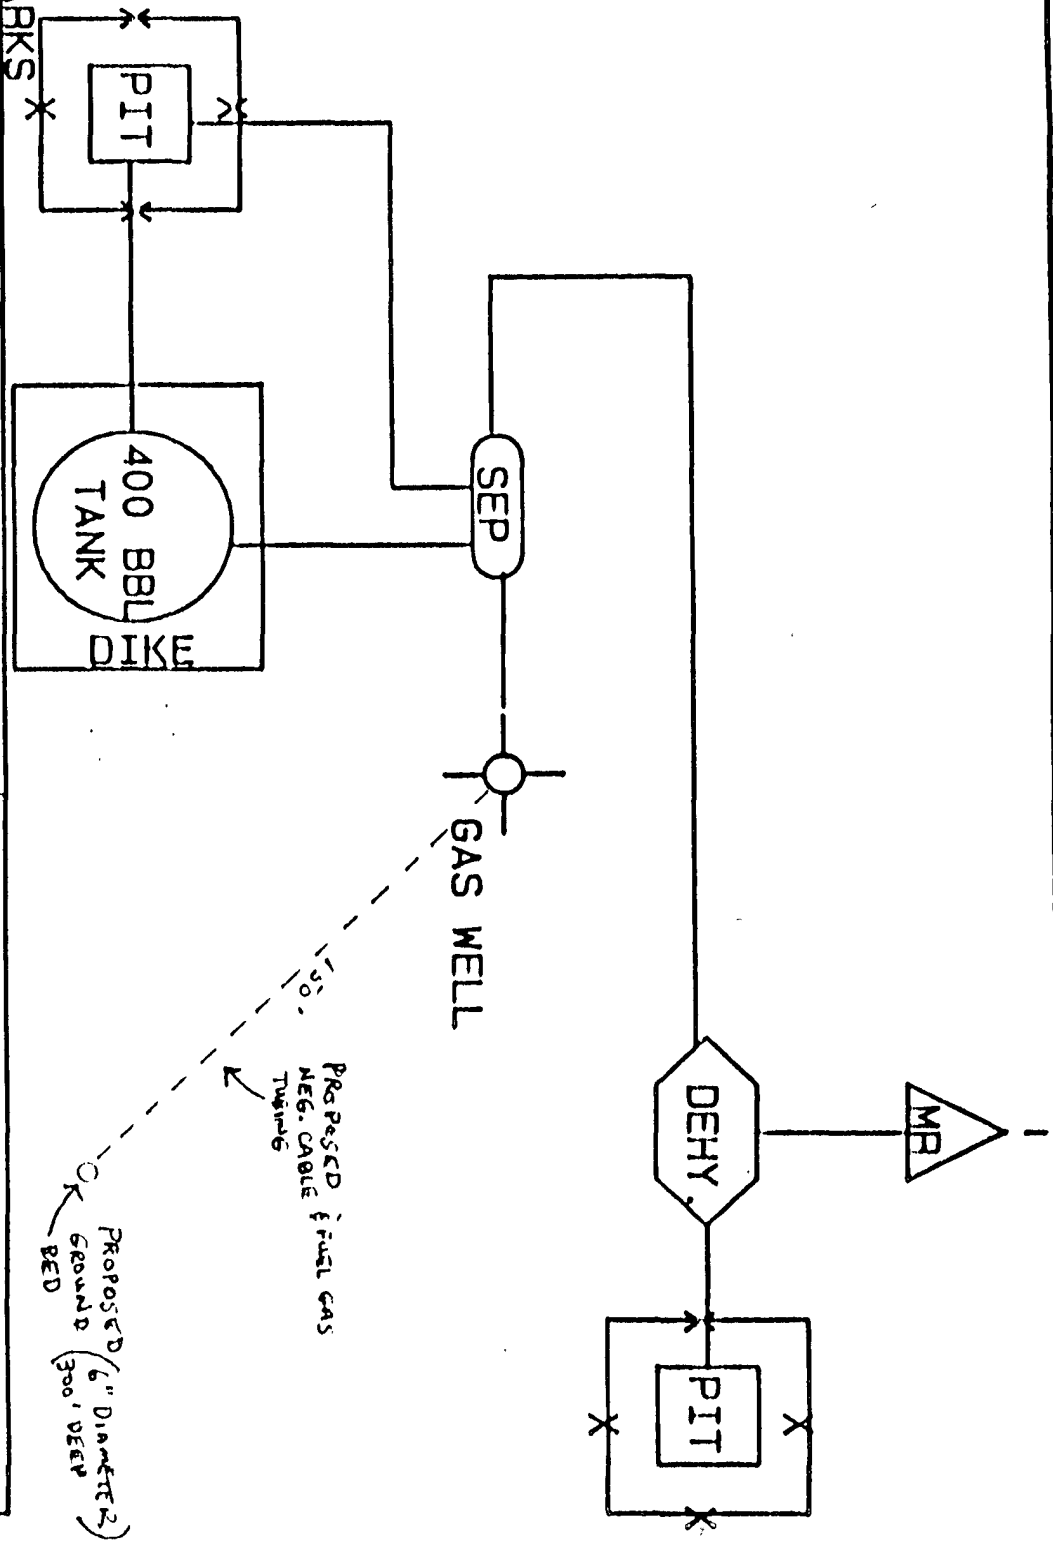 MR
DEHY.
PIT
SEP
GAS WELL
150'
PROPOSED
NEG. CABLE & FUEL GAS
TUBING
PIT
400 BBL
TANK
DIKE
PROPOSED (6" DIAMETER)
GROUND (300' DEEP)
BED
RKS